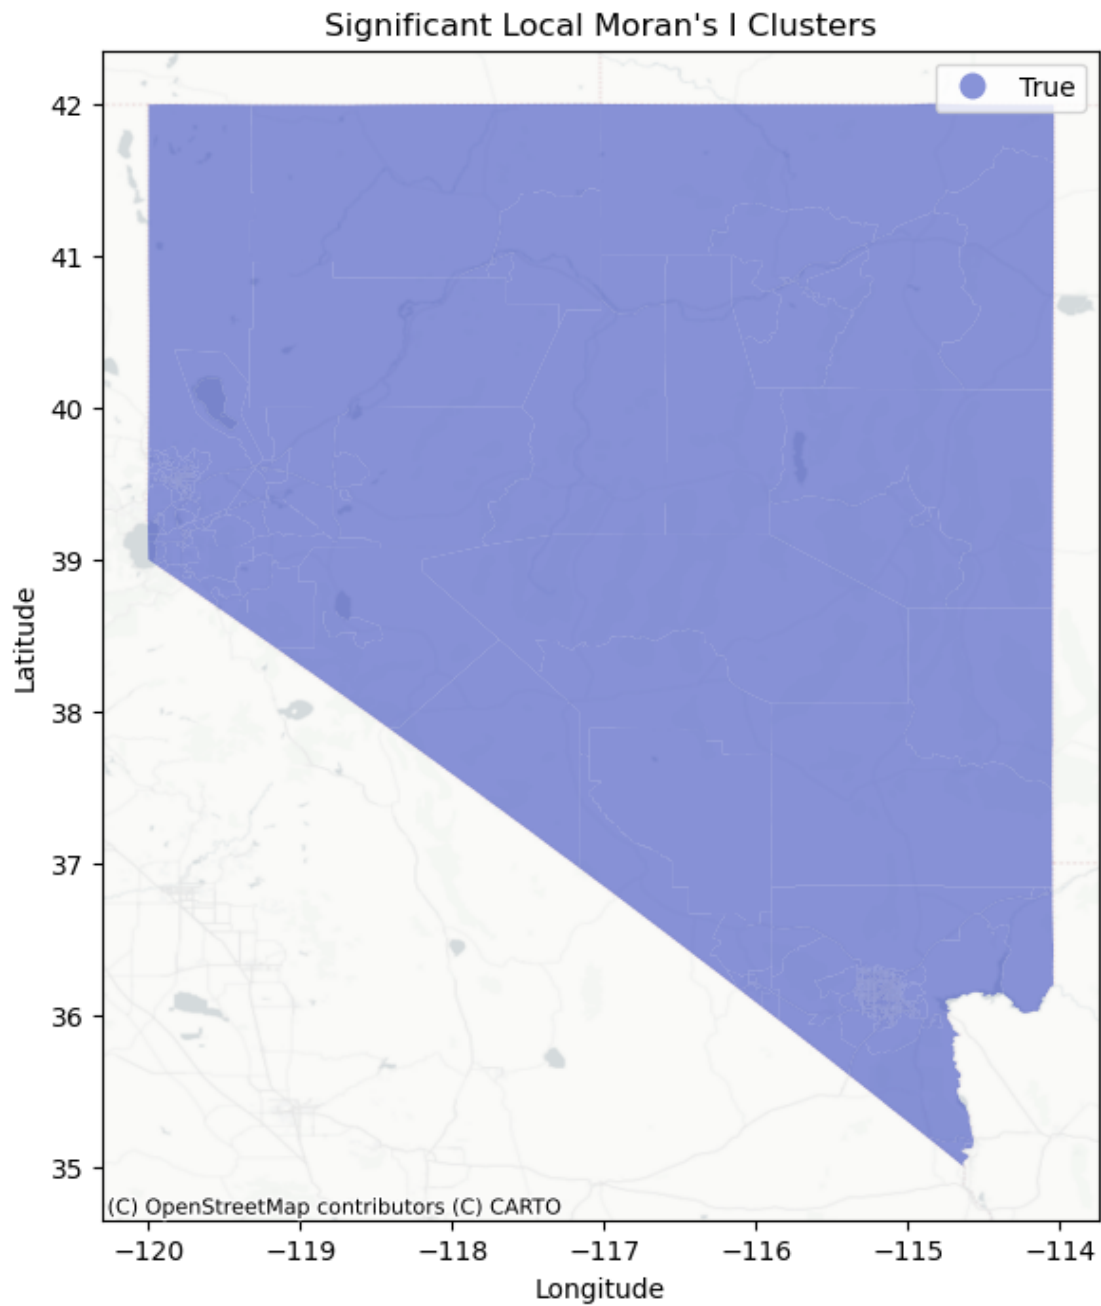 Significant Local Moran's I Clusters
True
42
41
40
39
38
37
36
35
Latitude
(C) OpenStreetMap contributors (C) CARTO
−120 −119 −118 −117 −116 −115 −114
Longitude